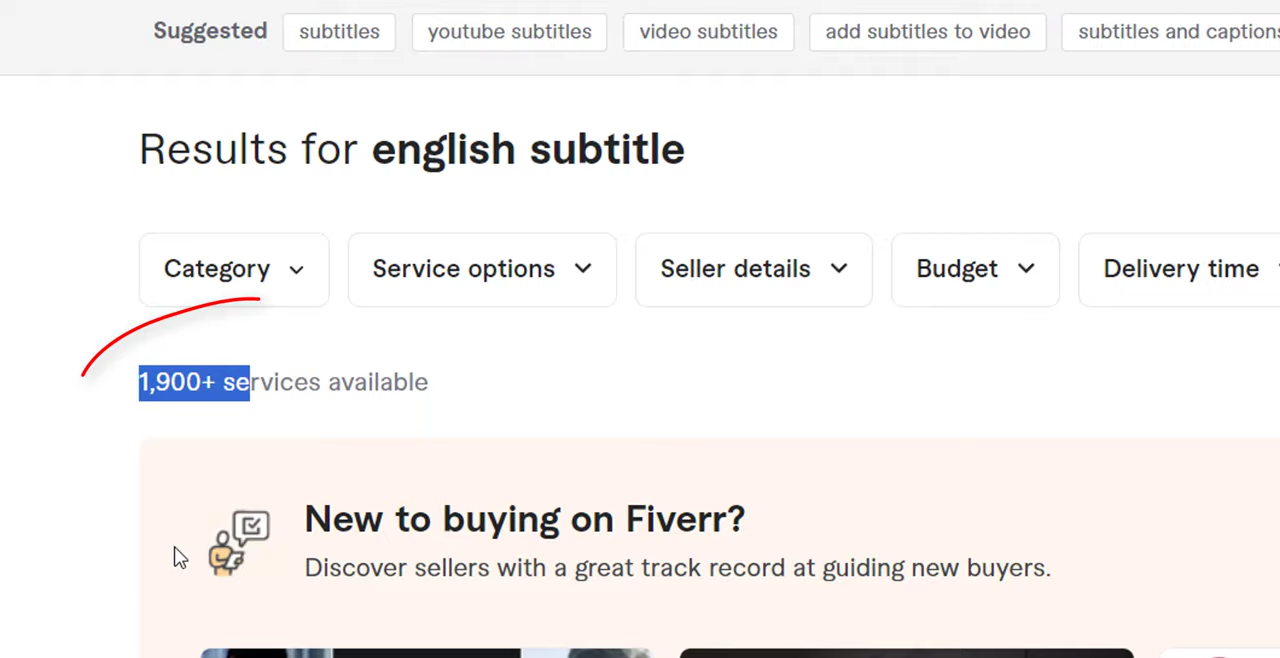 Suggested subtitles youtube subtitles video subtitles add subtitles to video subtitles and captions
Results for english subtitle
Category Service options Seller details Budget Delivery time
1,900+ services available
New to buying on Fiverr?
Discover sellers with a great track record at guiding new buyers.